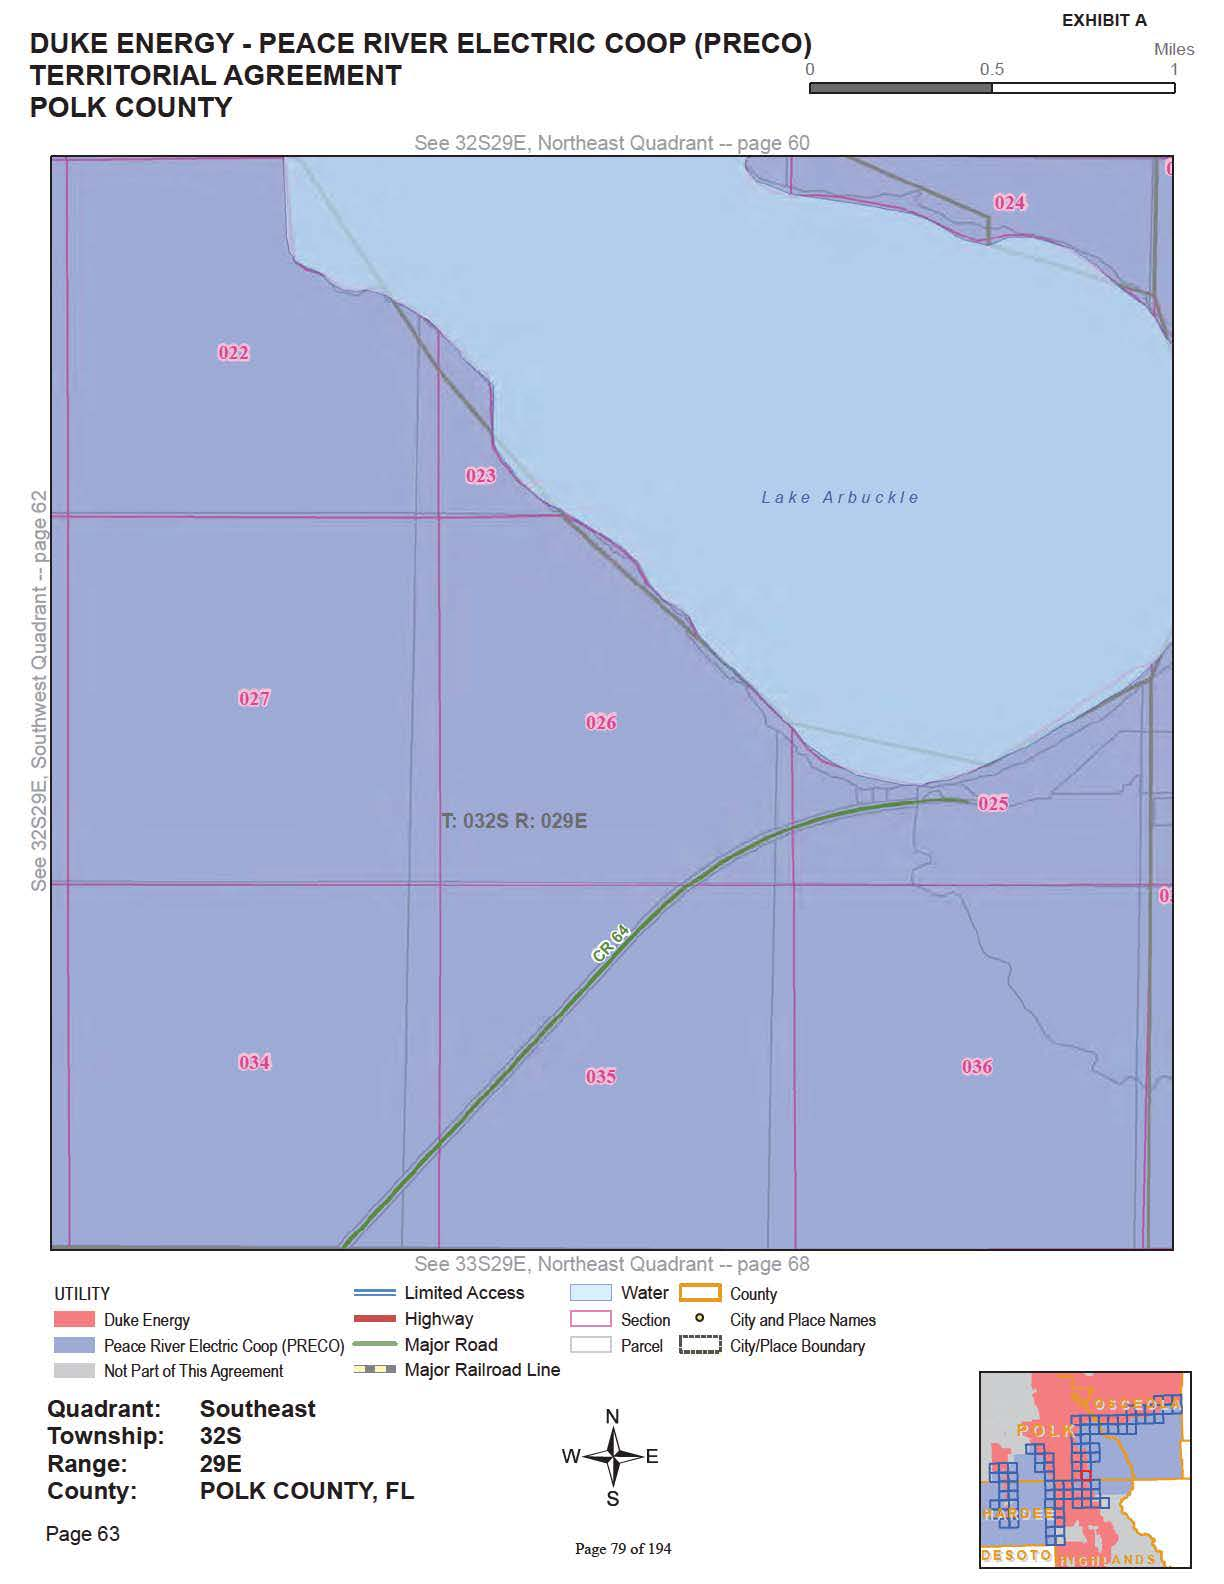 EXHIBIT A
DUKE ENERGY - PEACE RIVER ELECTRIC COOP (PRECO)
TERRITORIAL AGREEMENT
POLK COUNTY
Miles
0 0.5 1
See 32S29E, Northeast Quadrant -- page 60
024
022
023
Lake Arbuckle
See 32S29E, Southwest Quadrant -- page 62
027
026
025
T: 032S R: 029E
CR 64
034
035
036
See 33S29E, Northeast Quadrant -- page 68
UTILITY
Duke Energy
Peace River Electric Coop (PRECO)
Not Part of This Agreement
Limited Access
Highway
Major Road
Major Railroad Line
Water
Section
Parcel
County
City and Place Names
City/Place Boundary
Quadrant: Southeast
Township: 32S
Range: 29E
County: POLK COUNTY, FL
Page 63
N
W E
S
Page 79 of 194
OSCEOLA
POLK
HARDEE
DESOTO
HIGHLANDS